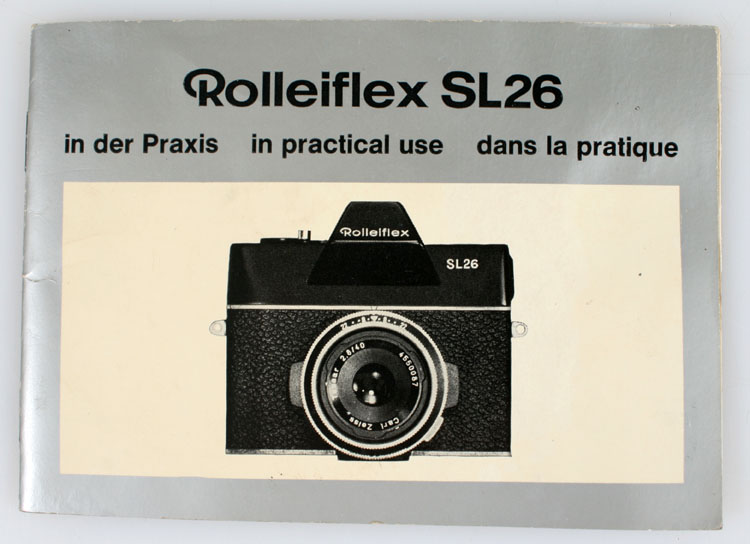 Rolleiflex SL26
in der Praxis in practical use dans la pratique
Rolleiflex
SL26
2.8/40
4550087
Carl Zeiss